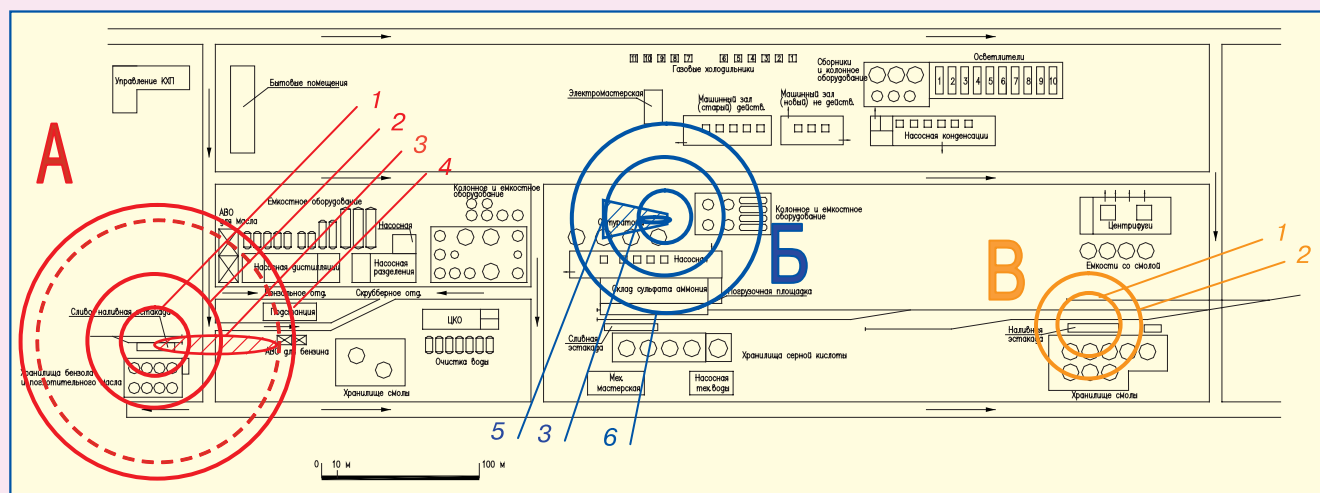 11 10 9 8 7 6 5 4 3 2 1
Газовые холодильники
Сборники
и колонное
оборудование
Осветлители
1 2 3 4 5 6 7 8 9 10
Управление КХП
Бытовые помещения
Электромастерская
Машинный зал
(старый) действ.
Машинный зал
(новый) не действ.
Насосная конденсации
1
2
3
4
А
Емкостное оборудование
Колонное и емкостное
оборудование
АВО
для масла
Насосная
Насосная дистилляции
Насосная
разделения
Колонное и емкостное
оборудование
Насосная
Б
Центрифуги
Емкости со смолой
1
2
В
Бензольное отд.
Скрубберное отд.
Склад сульфата аммония
Погрузочная площадка
Сливо-наливная эстакада
Подстанция
ЦКО
АВО для бензина
Очистка воды
Сливная
эстакада
Хранилища серной кислоты
Наливная
эстакада
Хранилища бензола
и поглотительного масла
Хранилище смолы
Мех.
мастерская
Насосная
тех.воды
Хранилище смолы
5
3
6
0 10 м 100 м